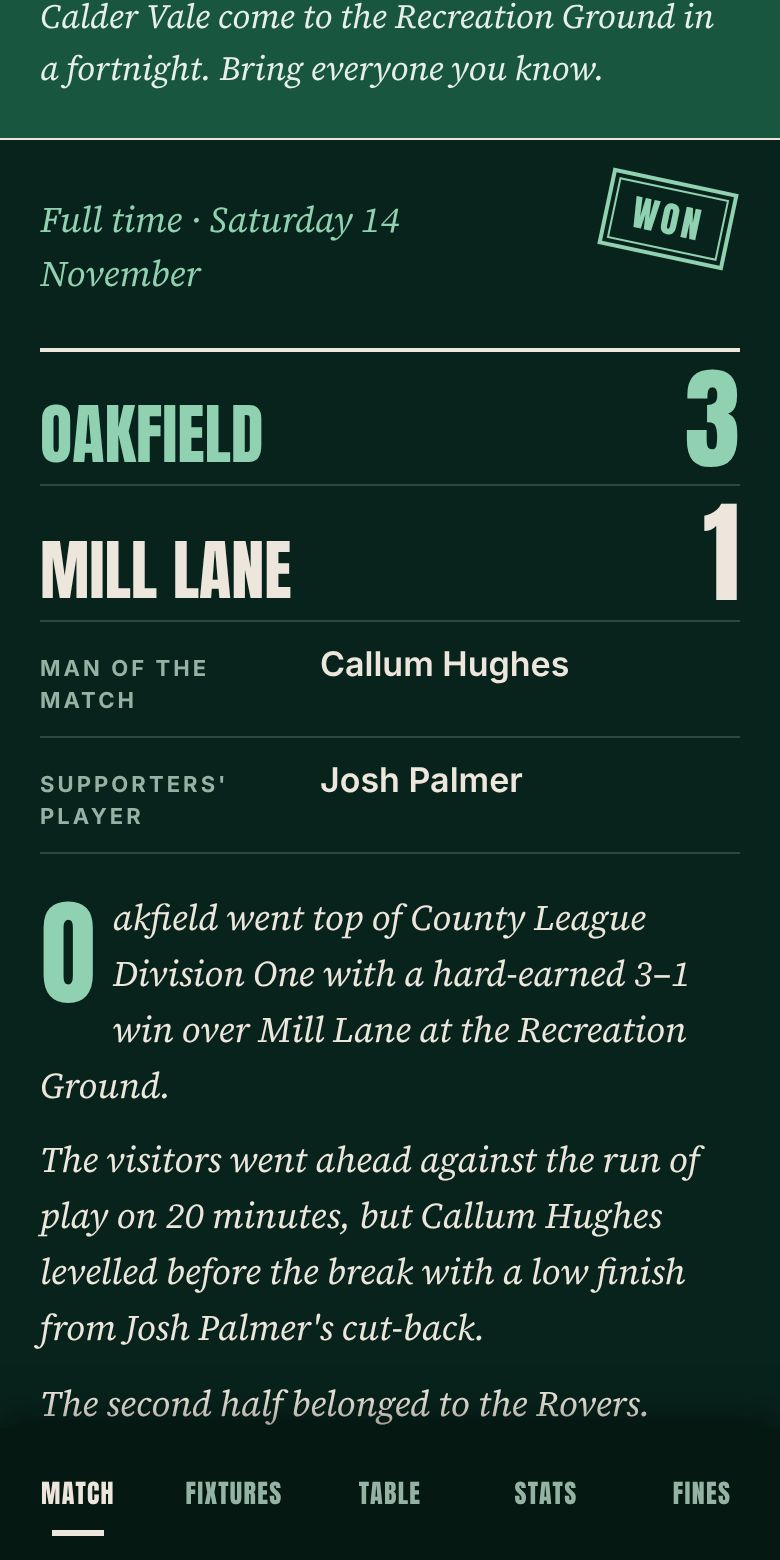 Calder Vale come to the Recreation Ground in
a fortnight. Bring everyone you know.
Full time · Saturday 14
November
WON
OAKFIELD 3
MILL LANE 1
MAN OF THE
MATCH
Callum Hughes
SUPPORTERS'
PLAYER
Josh Palmer
Oakfield went top of County League
Division One with a hard-earned 3–1
win over Mill Lane at the Recreation
Ground.
The visitors went ahead against the run of
play on 20 minutes, but Callum Hughes
levelled before the break with a low finish
from Josh Palmer's cut-back.
The second half belonged to the Rovers.
MATCH FIXTURES TABLE STATS FINES